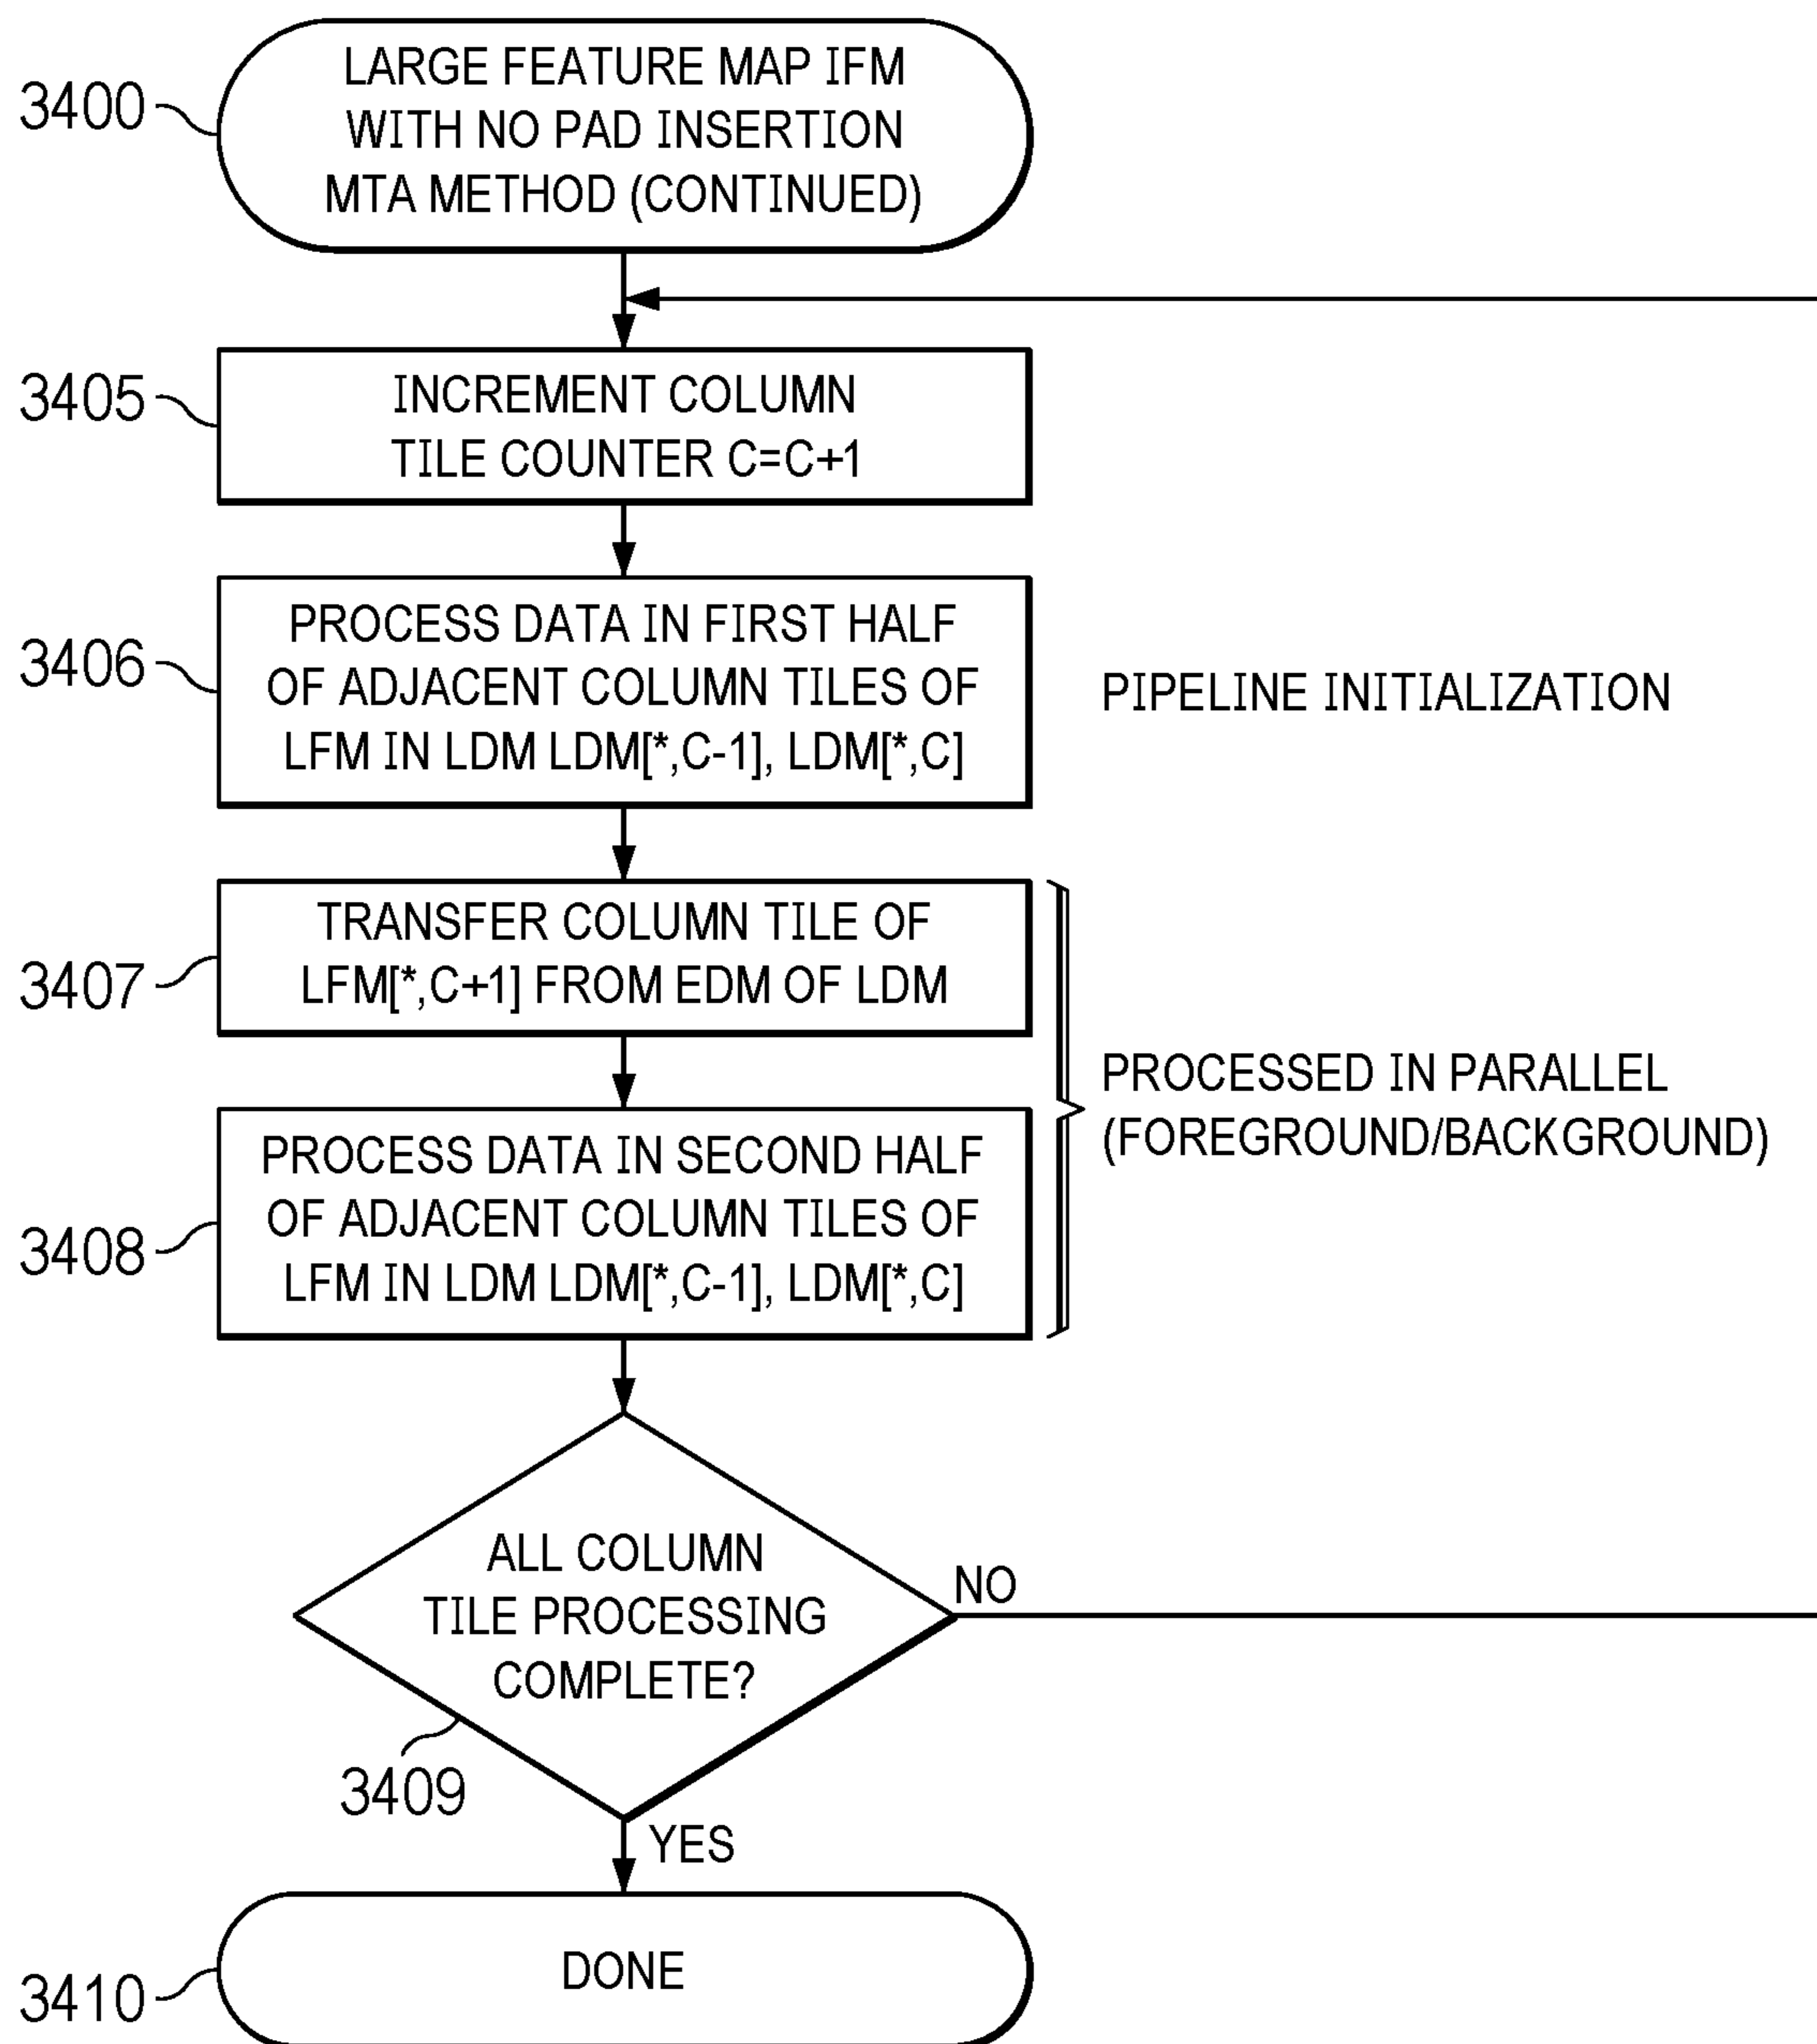 3400
LARGE FEATURE MAP IFM
WITH NO PAD INSERTION
MTA METHOD (CONTINUED)
3405
INCREMENT COLUMN
TILE COUNTER C=C+1
3406
PROCESS DATA IN FIRST HALF
OF ADJACENT COLUMN TILES OF
LFM IN LDM LDM[*,C-1], LDM[*,C]
PIPELINE INITIALIZATION
3407
TRANSFER COLUMN TILE OF
LFM[*,C+1] FROM EDM OF LDM
PROCESSED IN PARALLEL
(FOREGROUND/BACKGROUND)
3408
PROCESS DATA IN SECOND HALF
OF ADJACENT COLUMN TILES OF
LFM IN LDM LDM[*,C-1], LDM[*,C]
ALL COLUMN
TILE PROCESSING
COMPLETE?
NO
3409
YES
3410
DONE